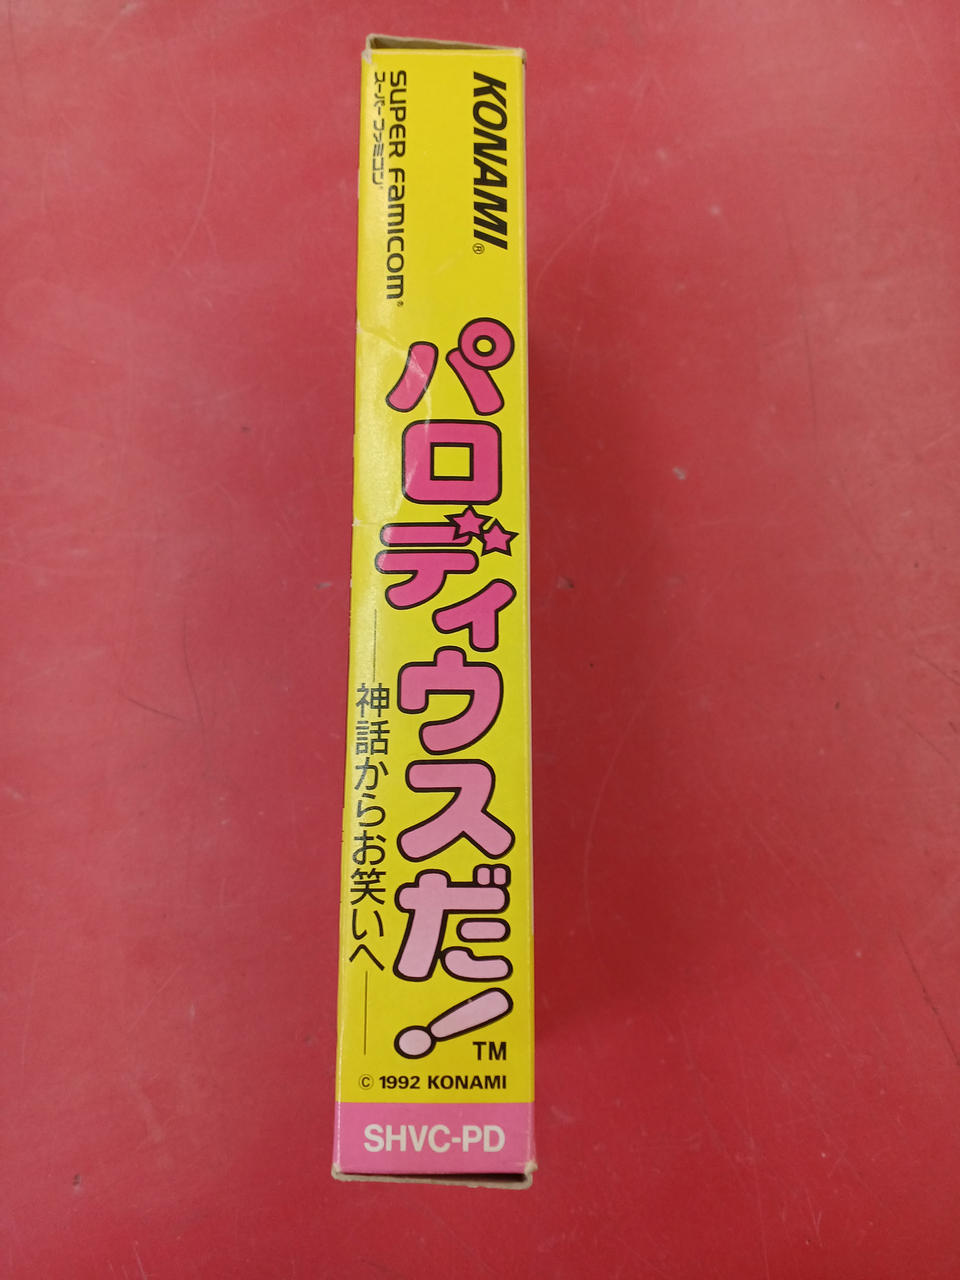 KONAMI®
SUPER FAMICOM®
スーパーファミコン®
パロディウスだ!
TM
神話からお笑いへ
© 1992 KONAMI
SHVC-PD